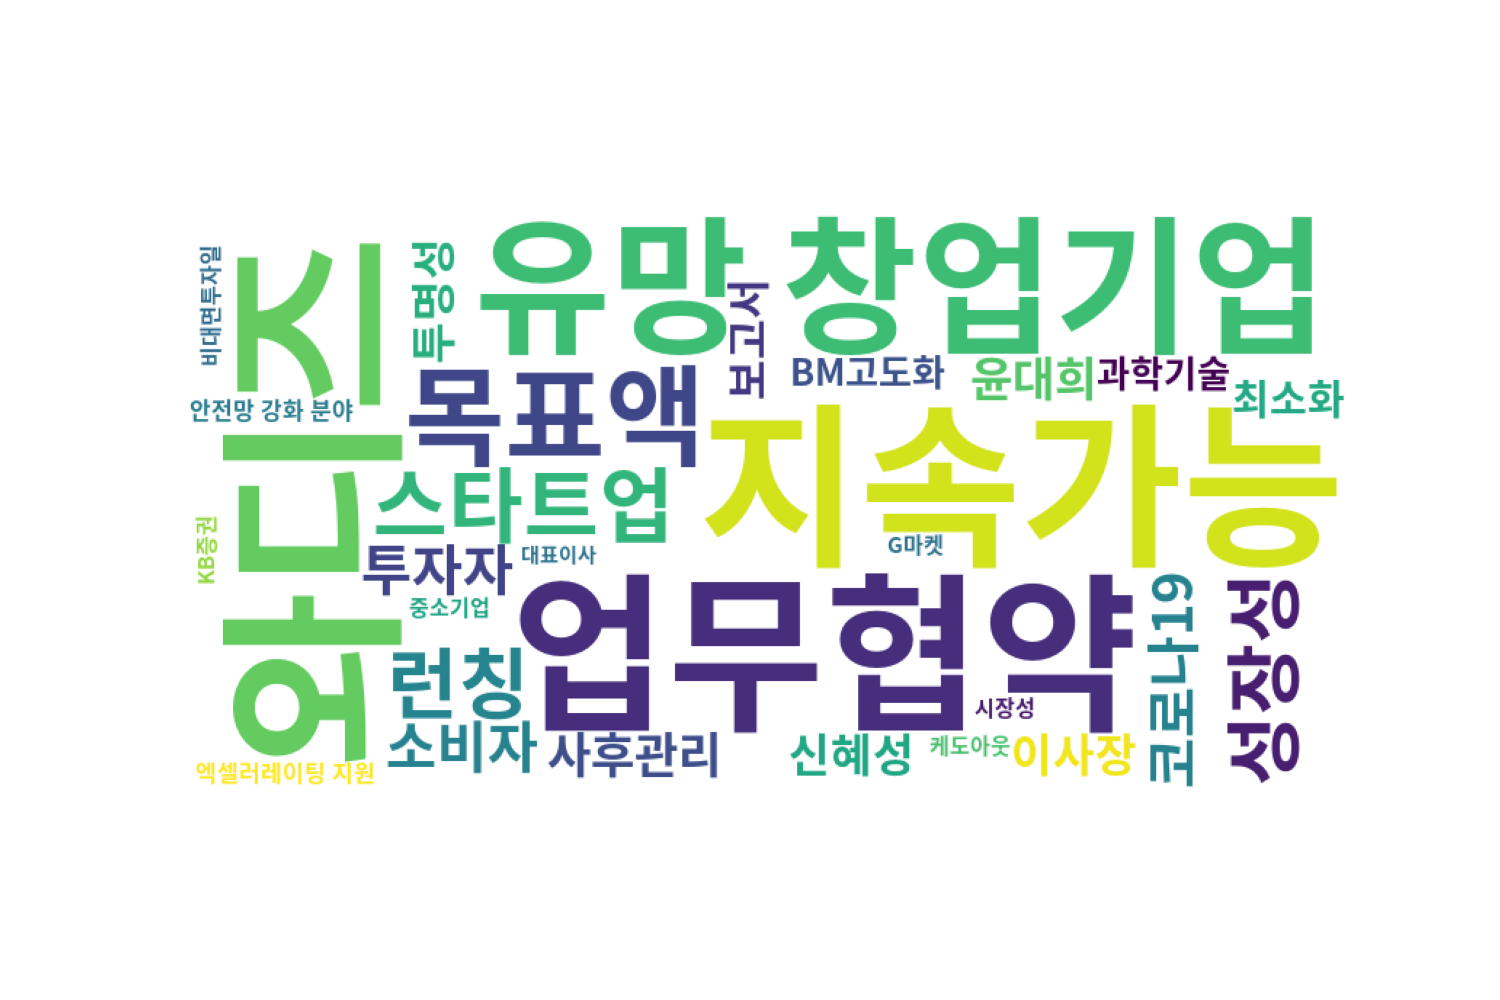 와디즈
유망 창업기업
투명성
비대면투자일
보고서
BM고도화
윤대희
과학기술
최소화
안전망 강화 분야
목표액
지속가능
스타트업
KB증권
투자자
대표이사
G마켓
중소기업
업무협약
코로나19
성장성
런칭
시장성
소비자
사후관리
신혜성
케도아웃
이사장
엑셀러레이팅 지원